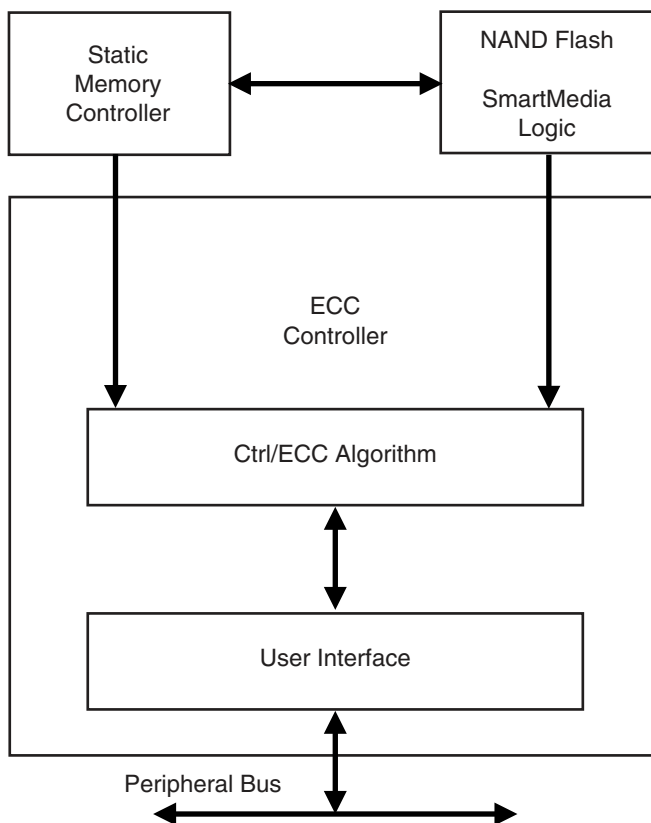 Static
Memory
Controller
NAND Flash
SmartMedia
Logic
ECC
Controller
Ctrl/ECC Algorithm
User Interface
Peripheral Bus